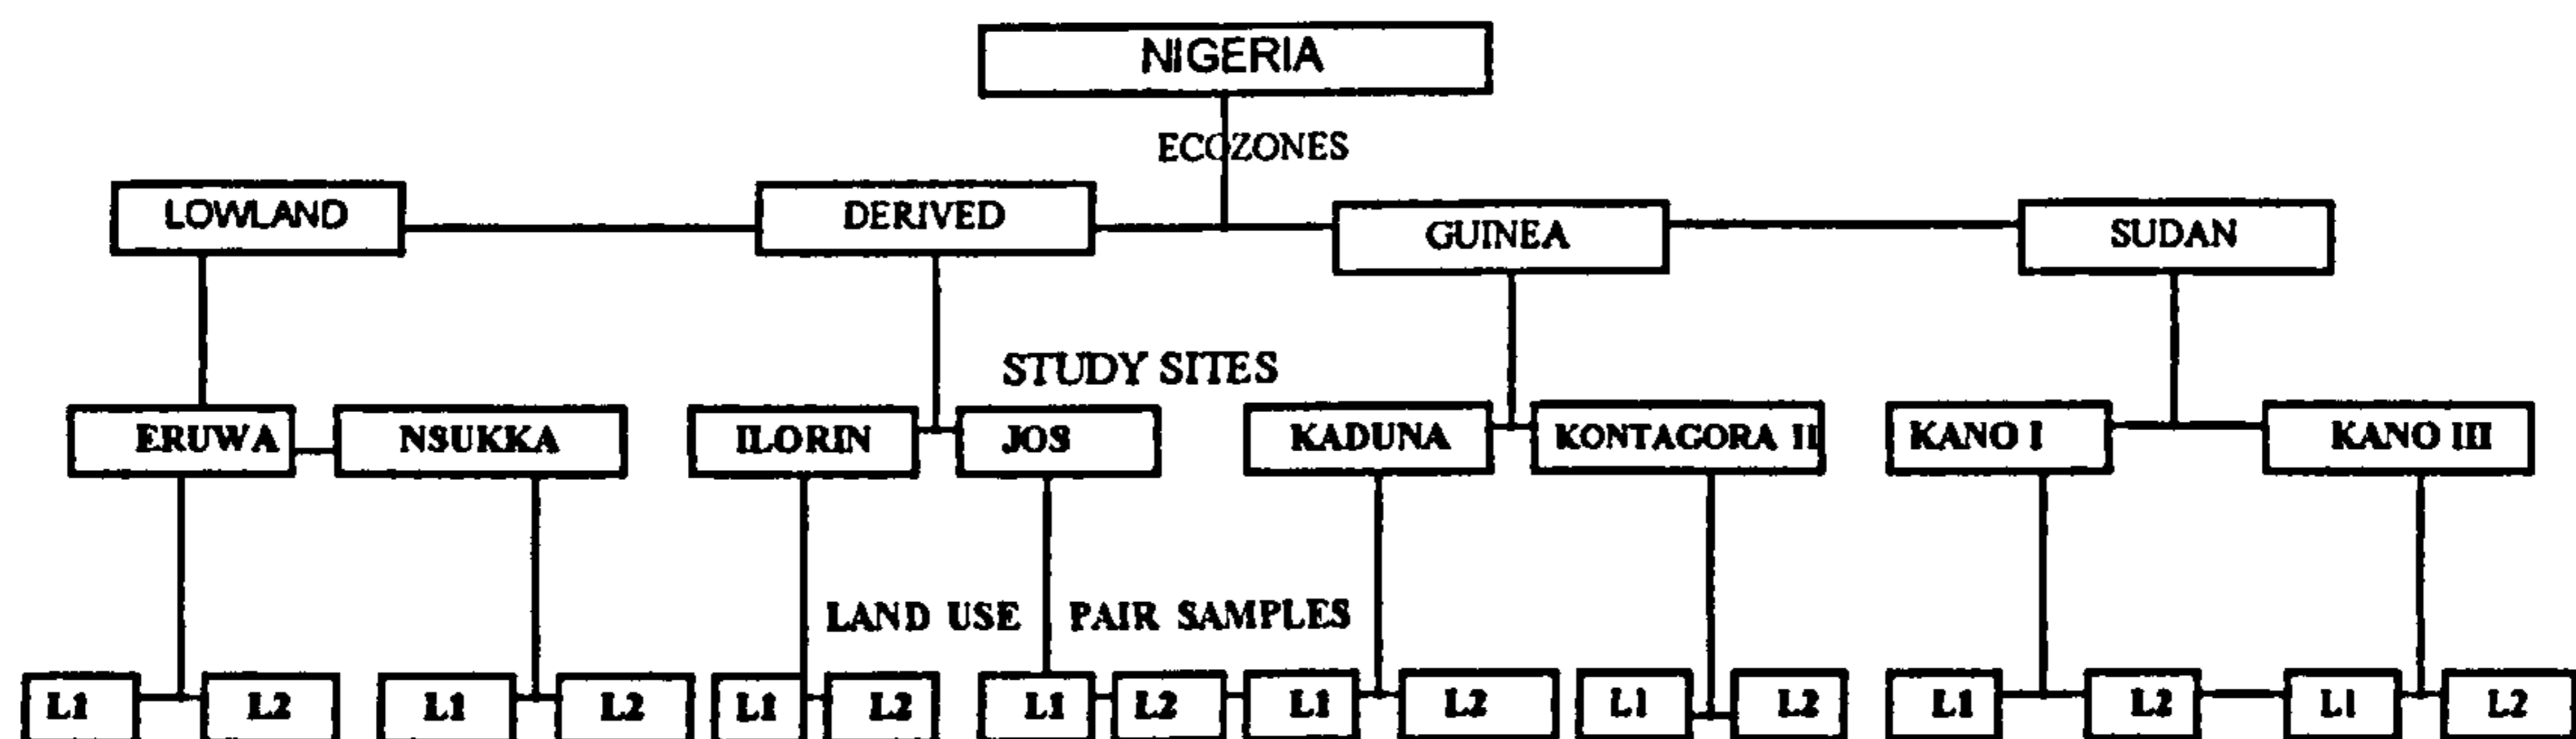 NIGERIA
ECOZONES
LOWLAND DERIVED GUINEA SUDAN
STUDY SITES
ERUWA NSUKKA ILORIN JOS KADUNA KONTAGORA II KANO I KANO III
LAND USE PAIR SAMPLES
L1 L2 L1 L2 L1 L2 L1 L2 L1 L2 L1 L2 L1 L2 L1 L2